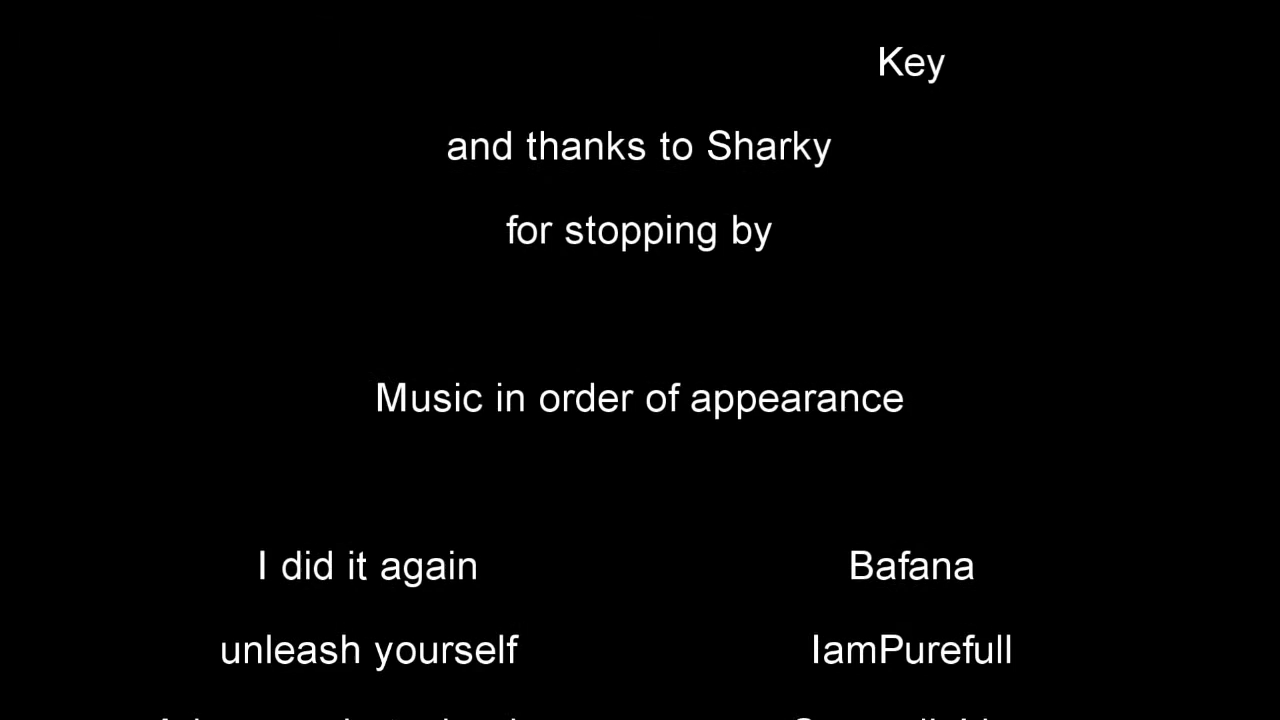 Key
and thanks to Sharky
for stopping by
Music in order of appearance
I did it again Bafana
unleash yourself IamPurefull